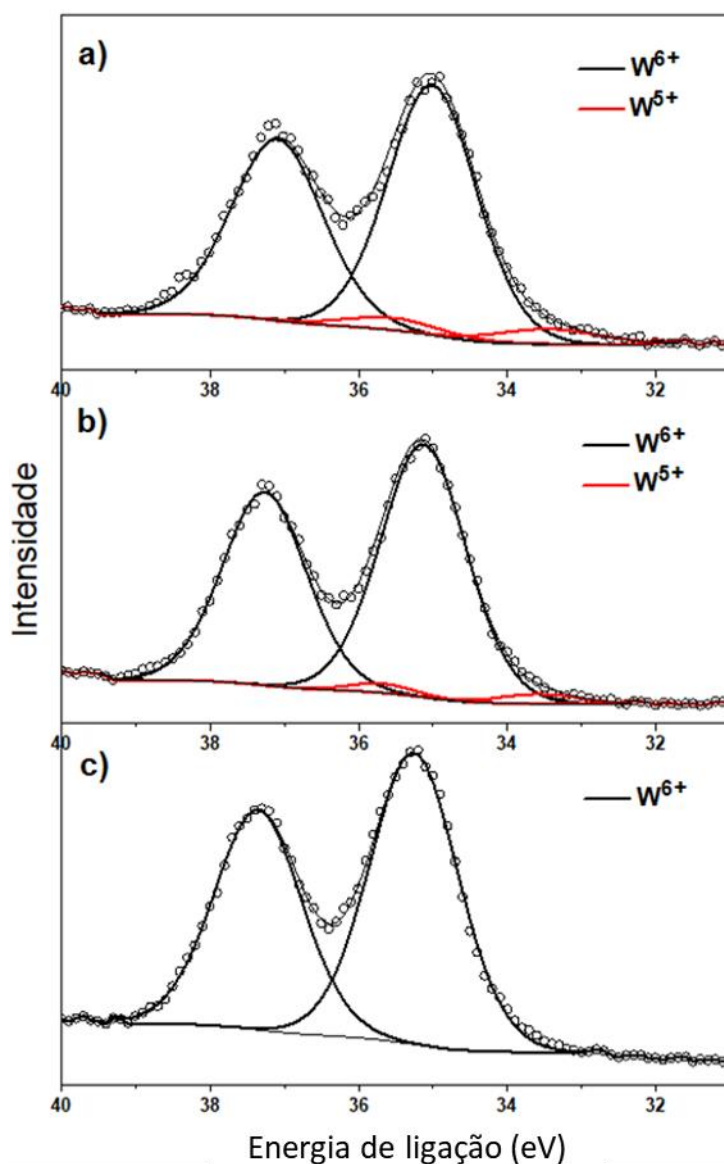 a)
W⁶⁺
W⁵⁺
40 38 36 34 32
b)
W⁶⁺
W⁵⁺
Intensidade
40 38 36 34 32
c)
W⁶⁺
40 38 36 34 32
Energia de ligação (eV)